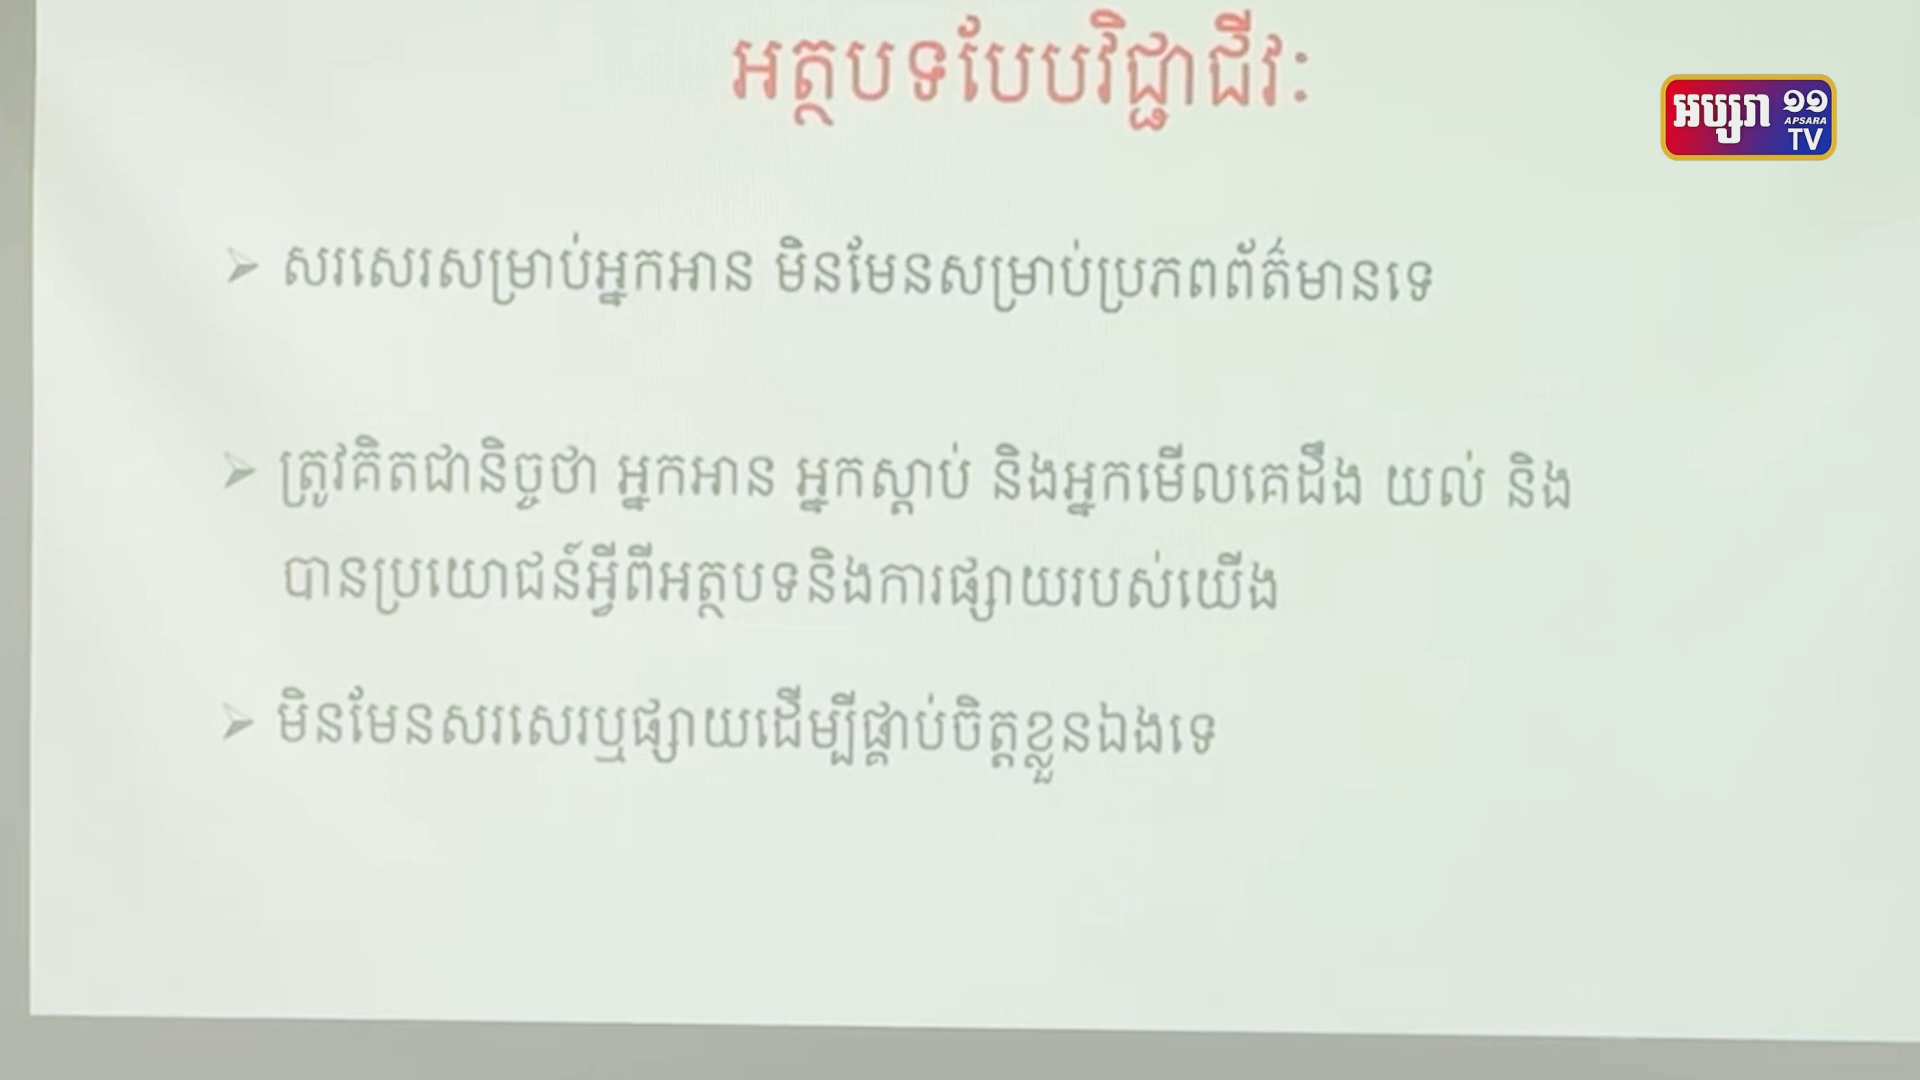 អត្ថបទបែបវិជ្ជាជីវៈ
អប្សរា ១១
APSARA
TV
➢ សរសេរសម្រាប់អ្នកអាន មិនមែនសម្រាប់ប្រភពព័ត៌មានទេ
➢ ត្រូវគិតជានិច្ចថា អ្នកអាន អ្នកស្ដាប់ និងអ្នកមើលគេដឹង យល់ និង
បានប្រយោជន៍អ្វីពីអត្ថបទនិងការផ្សាយរបស់យើង
➢ មិនមែនសរសេរឬផ្សាយដើម្បីផ្គាប់ចិត្តខ្លួនឯងទេ